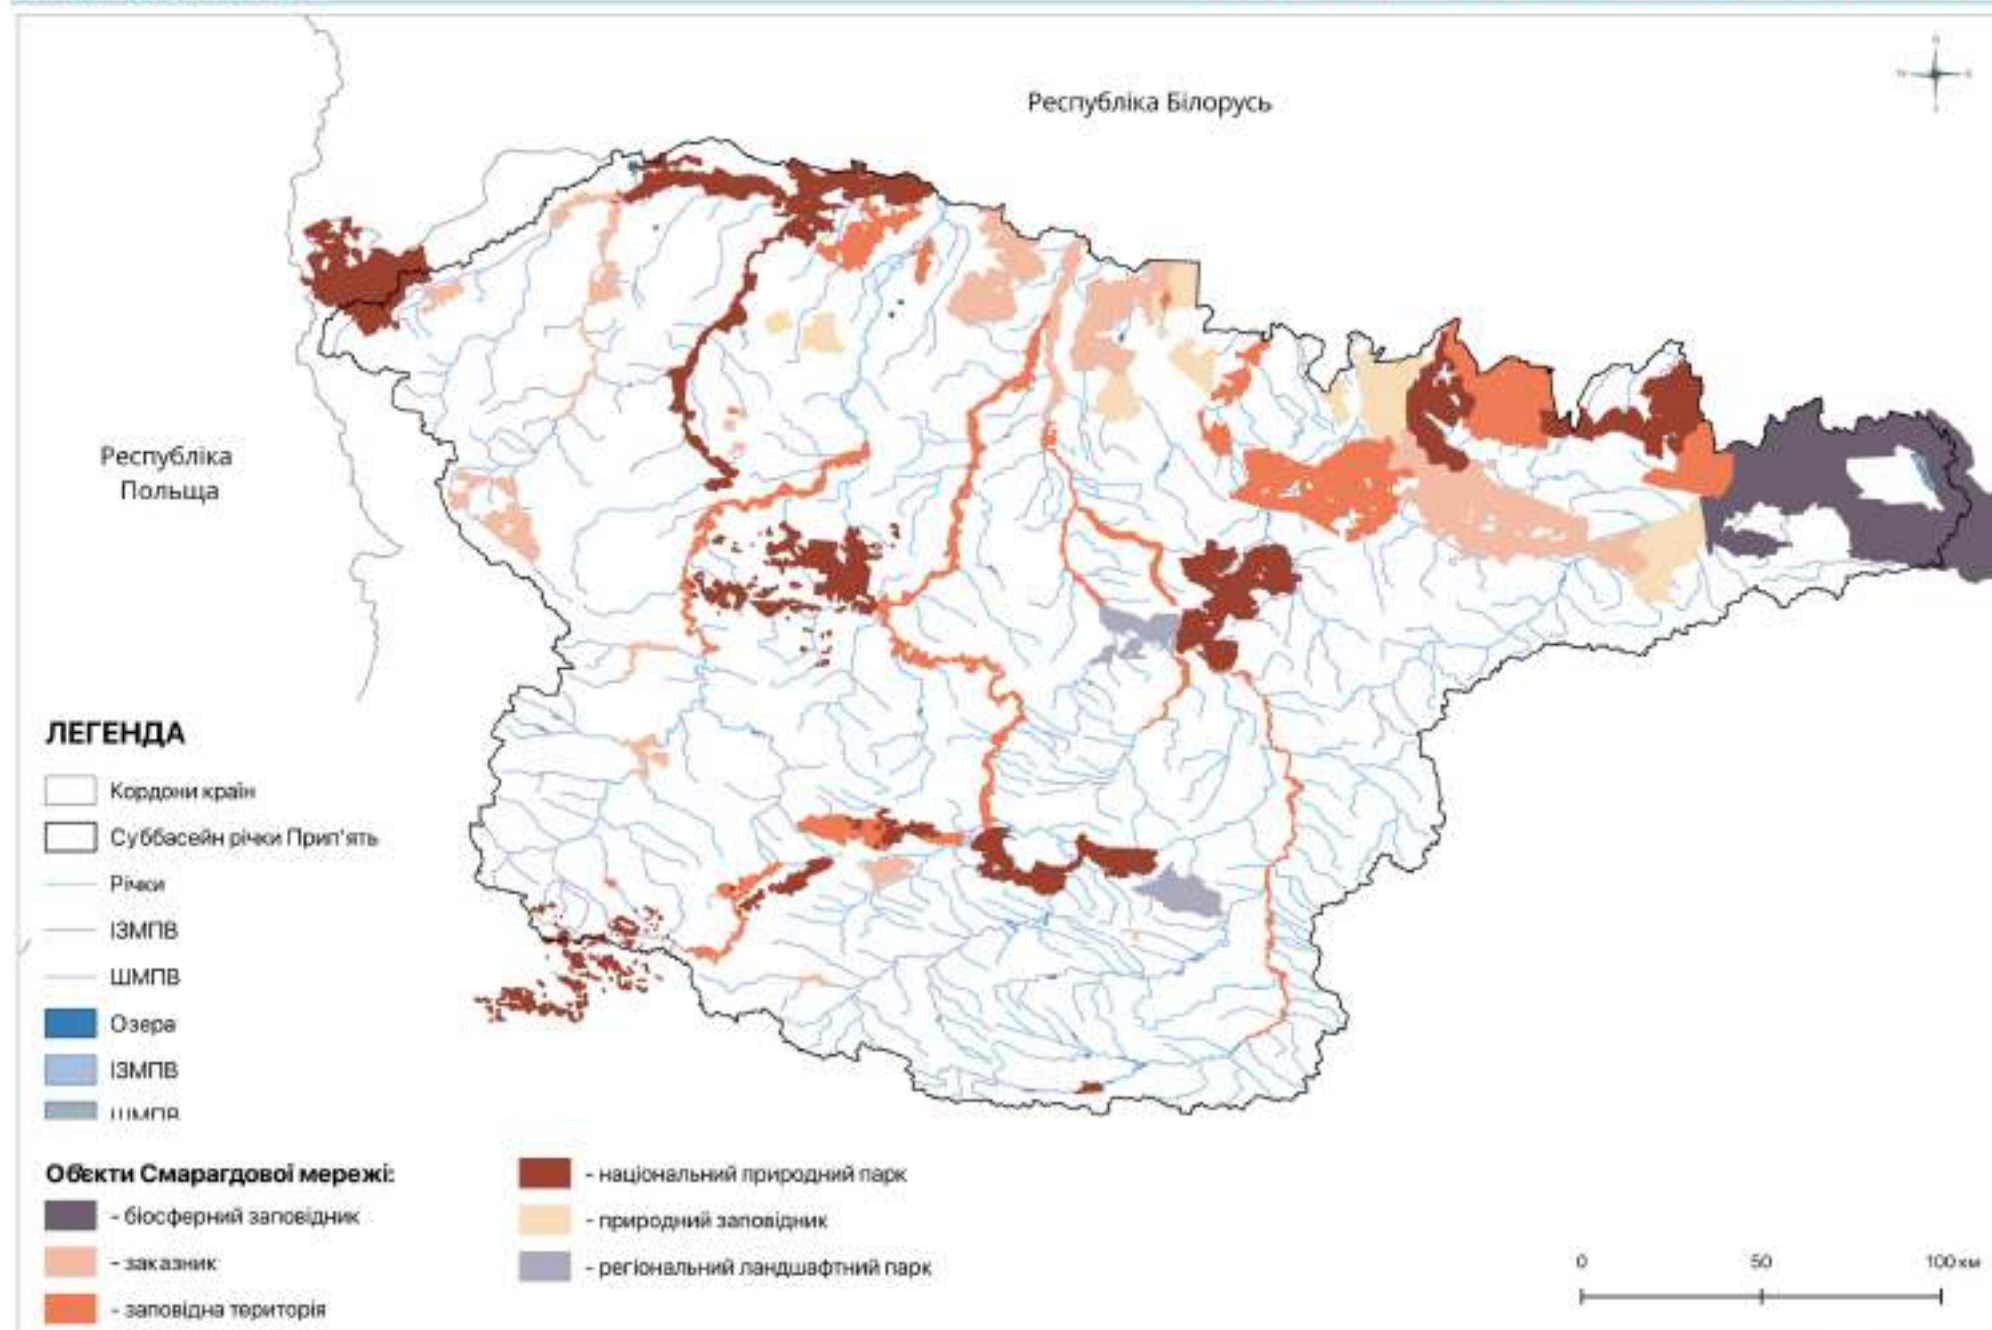 Республіка Білорусь
N
W
E
S
Республіка
Польща
ЛЕГЕНДА
Кордони країн
Суббасейн річки Прип'ять
Річки
ІЗМПВ
ШМПВ
Озера
ІЗМПВ
ШМПВ
Обєкти Смарагдової мережі:
- біосферний заповідник
- заказник
- заповідна територія
- національний природний парк
- природний заповідник
- регіональний ландшафтний парк
0 50 100 км